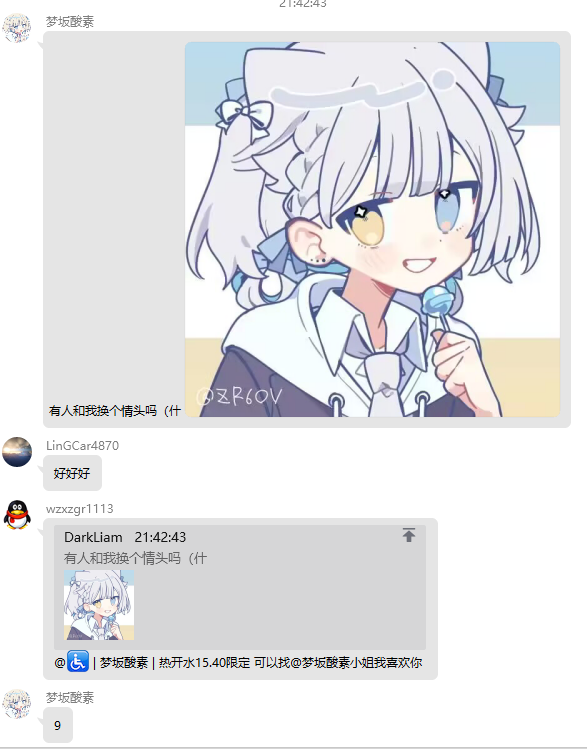 21:42:43
梦坂酸素
@ZR6OV
有人和我换个情头吗（什
LinGCar4870
好好好
wzxzgr1113
DarkLiam 21:42:43
有人和我换个情头吗（什
@♿ | 梦坂酸素 | 热开水15.40限定 可以找@梦坂酸素小姐我喜欢你
梦坂酸素
9